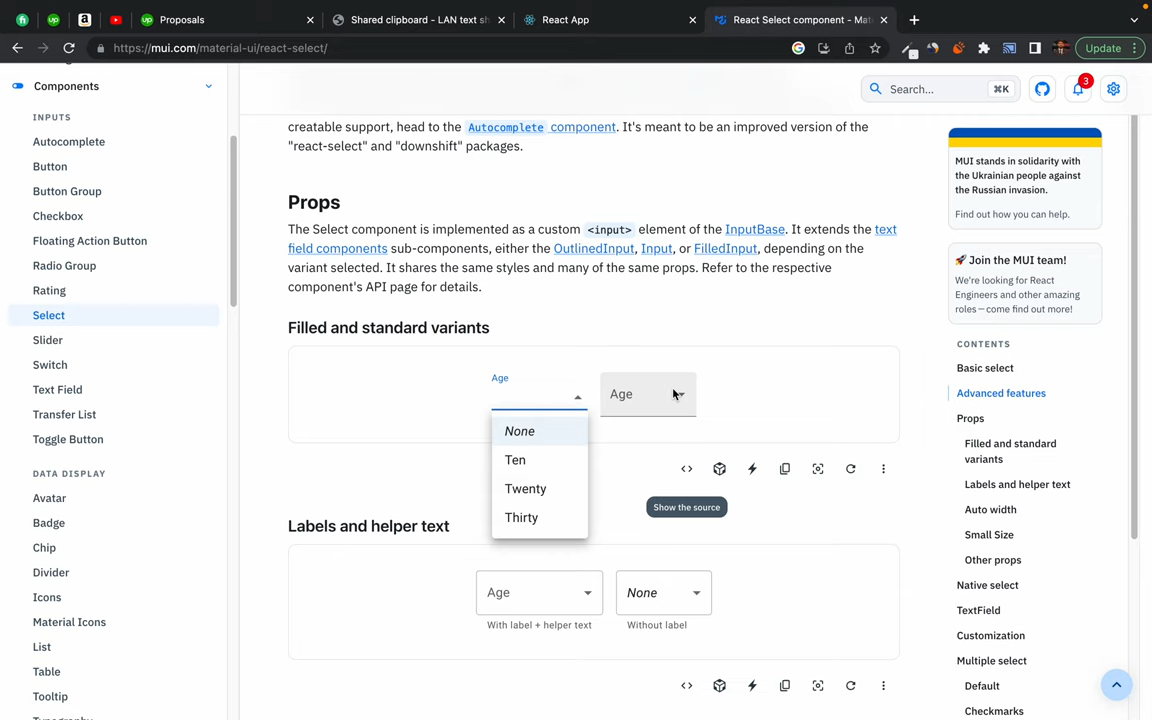 Proposals
Shared clipboard - LAN text sh
React App
React Select component - Mat
https://mui.com/material-ui/react-select/
Update
Components
Search...
⌘K
3
INPUTS
Autocomplete
Button
Button Group
Checkbox
Floating Action Button
Radio Group
Rating
Select
Slider
Switch
Text Field
Transfer List
Toggle Button
DATA DISPLAY
Avatar
Badge
Chip
Divider
Icons
Material Icons
List
Table
Tooltip
creatable support, head to the Autocomplete component. It's meant to be an improved version of the
"react-select" and "downshift" packages.
Props
The Select component is implemented as a custom <input> element of the InputBase. It extends the text
field components sub-components, either the OutlinedInput, Input, or FilledInput, depending on the
variant selected. It shares the same styles and many of the same props. Refer to the respective
component's API page for details.
Filled and standard variants
Age
Age
None
Ten
Twenty
Thirty
Show the source
Labels and helper text
Age
None
With label + helper text
Without label
MUI stands in solidarity with
the Ukrainian people against
the Russian invasion.
Find out how you can help.
🚀 Join the MUI team!
We're looking for React
Engineers and other amazing
roles – come find out more!
CONTENTS
Basic select
Advanced features
Props
Filled and standard
variants
Labels and helper text
Auto width
Small Size
Other props
Native select
TextField
Customization
Multiple select
Default
Checkmarks